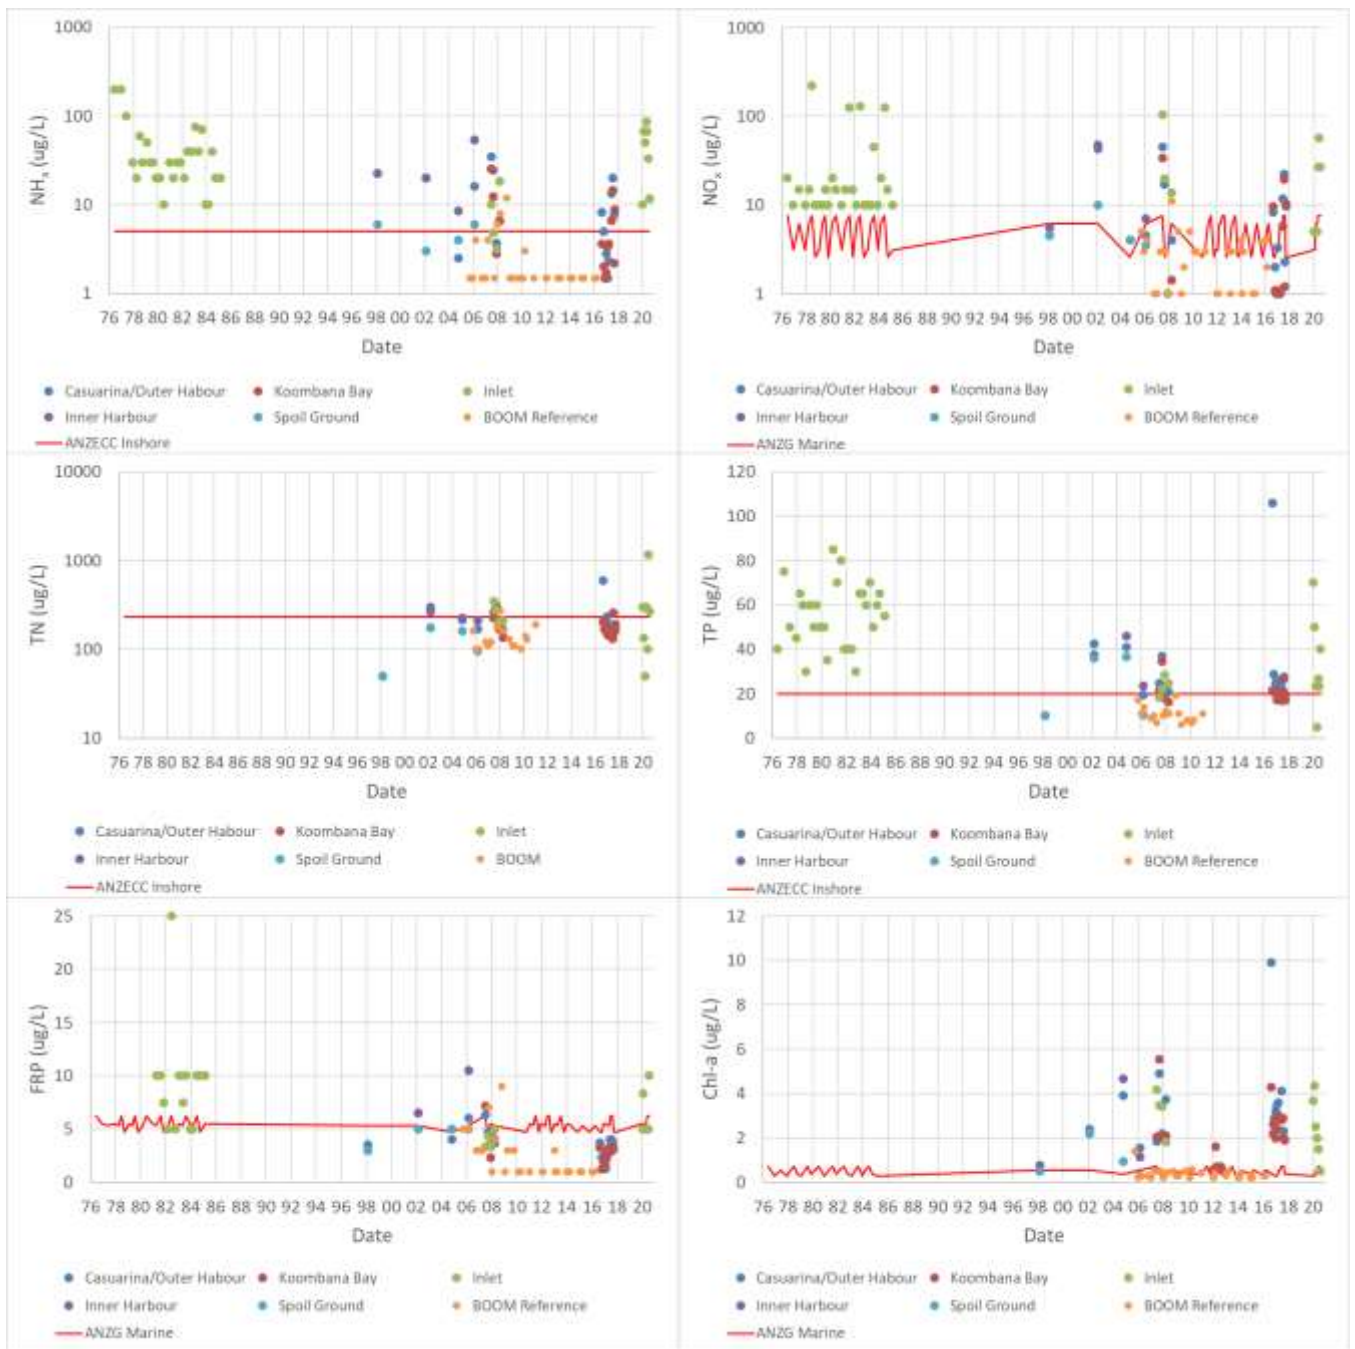 1000
100
10
1
NHx (ug/L)
76 78 80 82 84 86 88 90 92 94 96 98 00 02 04 06 08 10 12 14 16 18 20
Date
Casuarina/Outer Habour Koombana Bay Inlet
Inner Harbour Spoil Ground BOOM Reference
ANZECC Inshore
1000
100
10
1
NOx (ug/L)
76 78 80 82 84 86 88 90 92 94 96 98 00 02 04 06 08 10 12 14 16 18 20
Date
Casuarina/Outer Habour Koombana Bay Inlet
Inner Harbour Spoil Ground BOOM Reference
ANZG Marine
10000
1000
100
10
TN (ug/L)
76 78 80 82 84 86 88 90 92 94 96 98 00 02 04 06 08 10 12 14 16 18 20
Date
Casuarina/Outer Habour Koombana Bay Inlet
Inner Harbour Spoil Ground BOOM
ANZECC Inshore
120
100
80
60
40
20
0
TP (ug/L)
76 78 80 82 84 86 88 90 92 94 96 98 00 02 04 06 08 10 12 14 16 18 20
Date
Casuarina/Outer Habour Koombana Bay Inlet
Inner Harbour Spoil Ground BOOM Reference
ANZECC Inshore
25
20
15
10
5
0
FRP (ug/L)
76 78 80 82 84 86 88 90 92 94 96 98 00 02 04 06 08 10 12 14 16 18 20
Date
Casuarina/Outer Habour Koombana Bay Inlet
Inner Harbour Spoil Ground BOOM Reference
ANZG Marine
12
10
8
6
4
2
0
Chl-a (ug/L)
76 78 80 82 84 86 88 90 92 94 96 98 00 02 04 06 08 10 12 14 16 18 20
Date
Casuarina/Outer Habour Koombana Bay Inlet
Inner Harbour Spoil Ground BOOM Reference
ANZG Marine